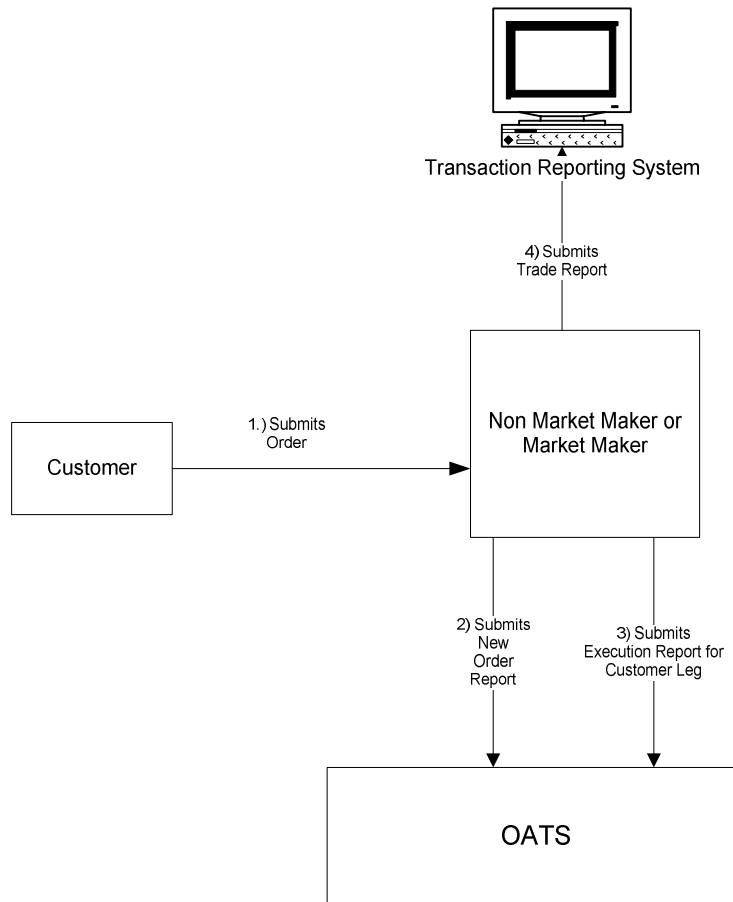 Transaction Reporting System
4) Submits
Trade Report
Non Market Maker or
Market Maker
1.) Submits
Order
Customer
2) Submits
New
Order
Report
3) Submits
Execution Report for
Customer Leg
OATS